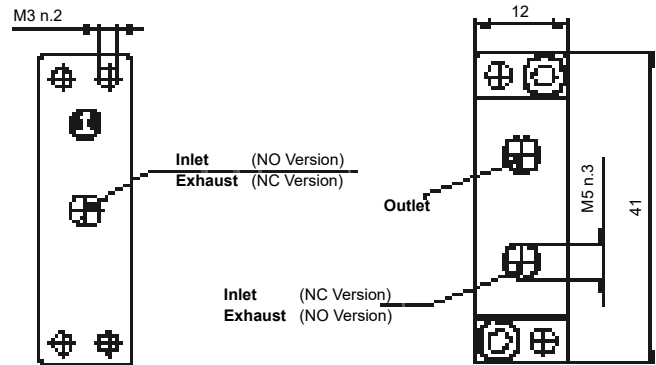 M3 n.2
12
Inlet (NO Version)
Exhaust (NC Version)
Outlet
M5 n.3
41
Inlet (NC Version)
Exhaust (NO Version)
1